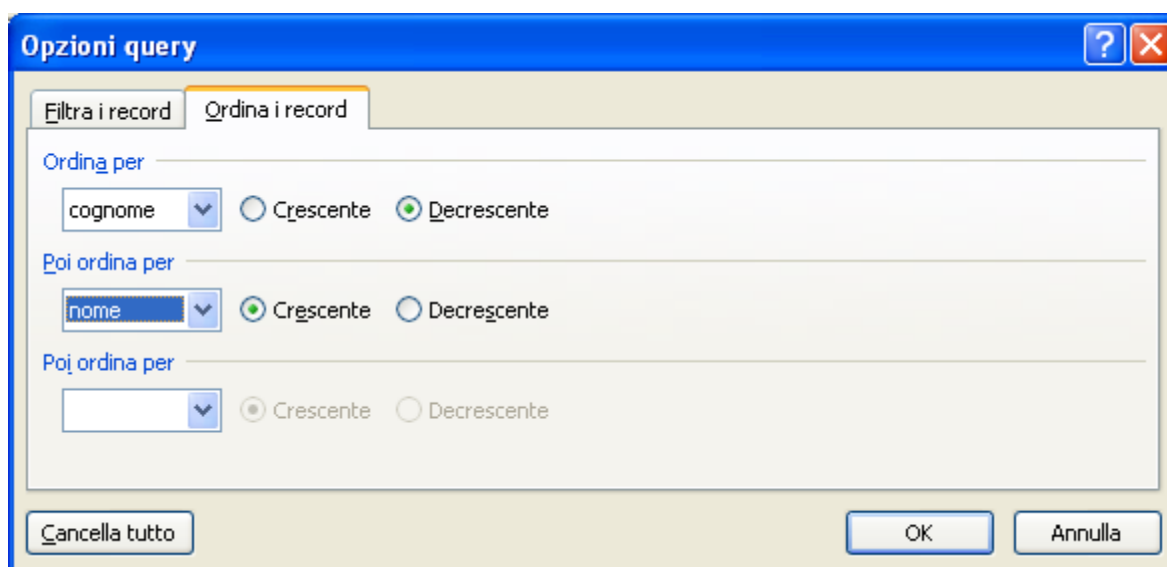 Opzioni query
Filtra i record Ordina i record
Ordina per
cognome Crescente Decrescente
Poi ordina per
nome Crescente Decrescente
Poi ordina per
Crescente Decrescente
Cancella tutto OK Annulla